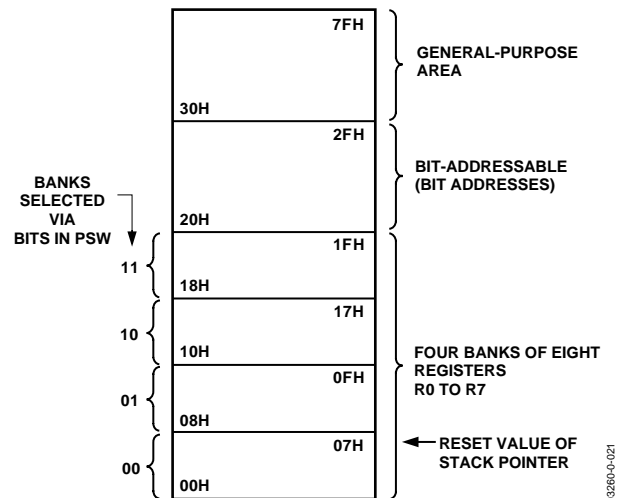 7FH
GENERAL-PURPOSE
AREA
30H
2FH
BIT-ADDRESSABLE
(BIT ADDRESSES)
BANKS
SELECTED
VIA
BITS IN PSW
20H
1FH
11
18H
17H
10
10H
FOUR BANKS OF EIGHT
REGISTERS
R0 TO R7
0FH
01
08H
07H
RESET VALUE OF
STACK POINTER
00
00H
3260-0-021